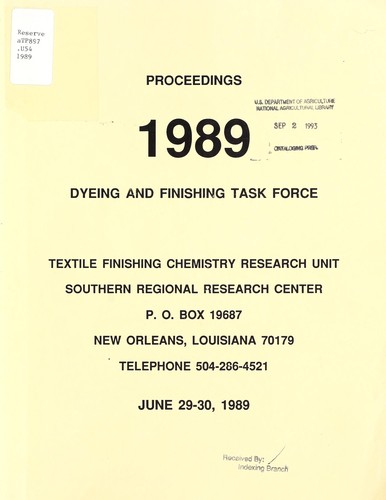 Reserve
aTP897
.U54
1989
PROCEEDINGS
U.S. DEPARTMENT OF AGRICULTURE
NATIONAL AGRICULTURAL LIBRARY
SEP 2 1993
CATALOGING PREP.
1989
DYEING AND FINISHING TASK FORCE
TEXTILE FINISHING CHEMISTRY RESEARCH UNIT
SOUTHERN REGIONAL RESEARCH CENTER
P. O. BOX 19687
NEW ORLEANS, LOUISIANA 70179
TELEPHONE 504-286-4521
JUNE 29-30, 1989
Received By:
Indexing Branch